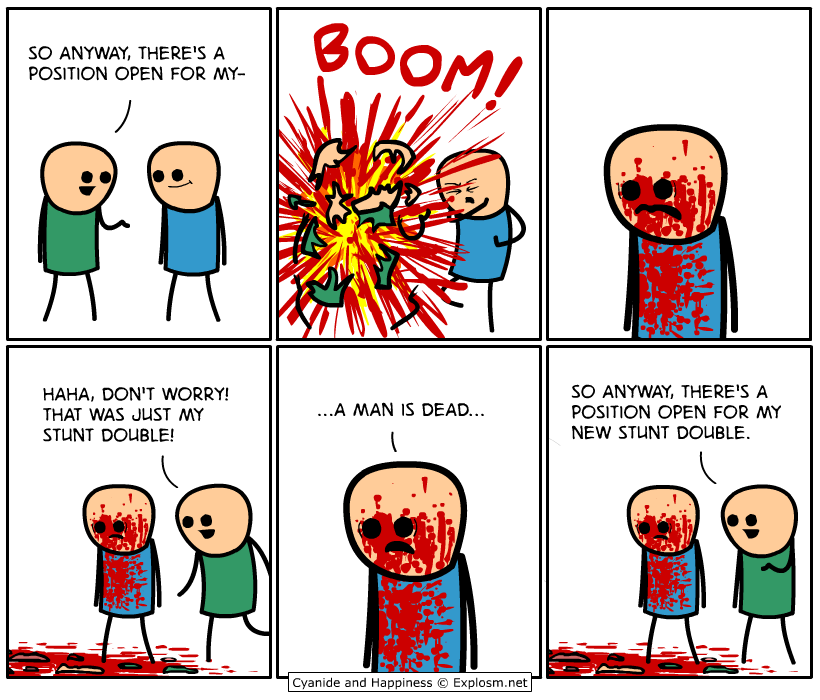 SO ANYWAY, THERE'S A
POSITION OPEN FOR MY-
BOOM!
HAHA, DON'T WORRY!
THAT WAS JUST MY
STUNT DOUBLE!
...A MAN IS DEAD...
SO ANYWAY, THERE'S A
POSITION OPEN FOR MY
NEW STUNT DOUBLE.
Cyanide and Happiness © Explosm.net